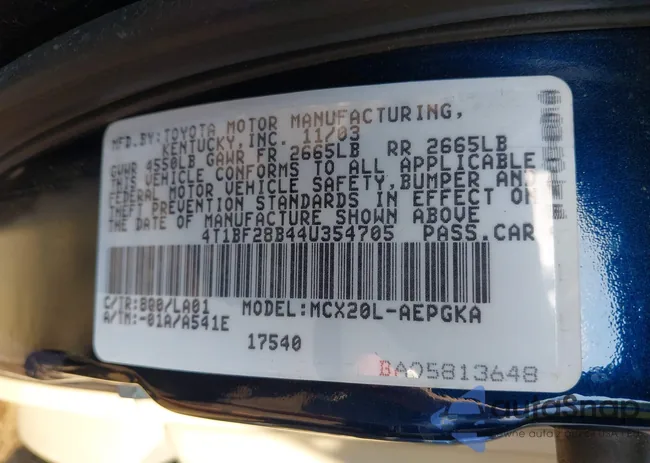 MFD.BY:TOYOTA MOTOR MANUFACTURING,
KENTUCKY, INC. 11/03
GVWR 4550LB GAWR FR 2665LB RR 2665LB
THIS VEHICLE CONFORMS TO ALL APPLICABLE
FEDERAL MOTOR VEHICLE SAFETY, BUMPER AND
THEFT PREVENTION STANDARDS IN EFFECT ON
THE DATE OF MANUFACTURE SHOWN ABOVE
4T1BF28B44U354705 PASS.CAR
C/TR:800/LA01 MODEL:MCX20L-AEPGKA
A/TM:-01A/A541E
17540
BA05813648
autoSnap